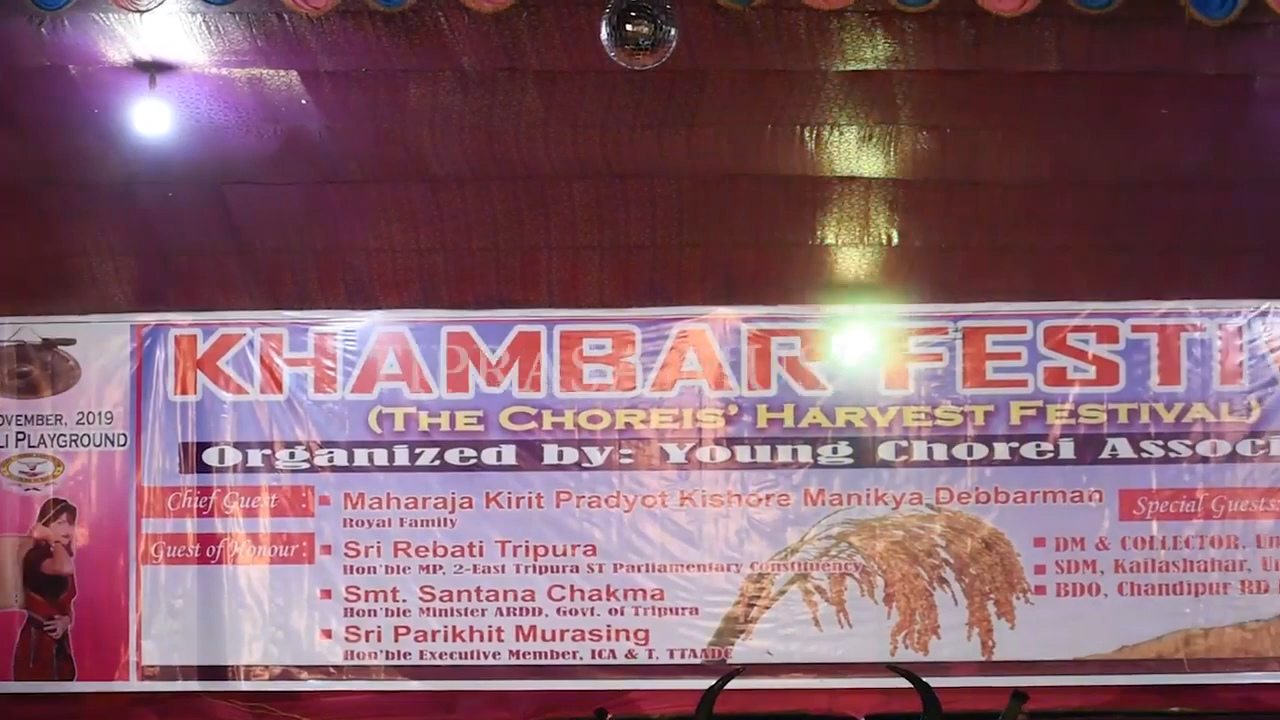 OVEMBER, 2019
LI PLAYGROUND
KHAMBAR FESTI
(THE CHOREIS' HARVEST FESTIVAL)
Organized by: Young Chorei Associ
Chief Guest :
Maharaja Kirit Pradyot Kishore Manikya Debbarman
Royal Family
Guest of Honour:
Sri Rebati Tripura
Hon'ble MP, 2-East Tripura ST Parliamentary Constituency
Smt. Santana Chakma
Hon'ble Minister ARDD, Govt. of Tripura
Sri Parikhit Murasing
Hon'ble Executive Member, ICA & T, TTAADC
Special Guests
DM & COLLECTOR, Un
SDM, Kailashahar, Un
BDO, Chandipur RD